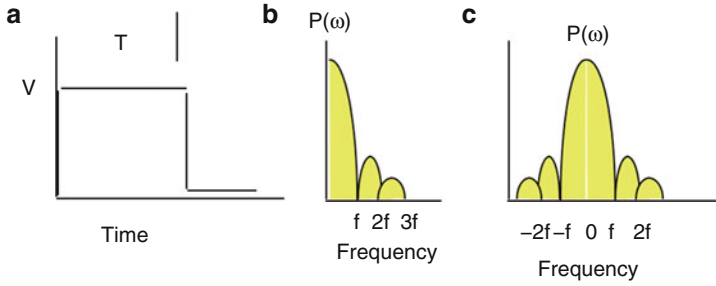 a
T
V
Time
b
P(ω)
f 2f 3f
Frequency
c
P(ω)
−2f −f 0 f 2f
Frequency